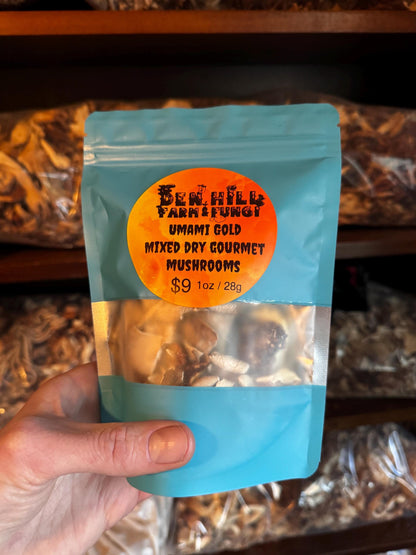 BEN HILL
FARM & FUNGI
UMAMI GOLD
MIXED DRY GOURMET
MUSHROOMS
$9 1oz / 28g